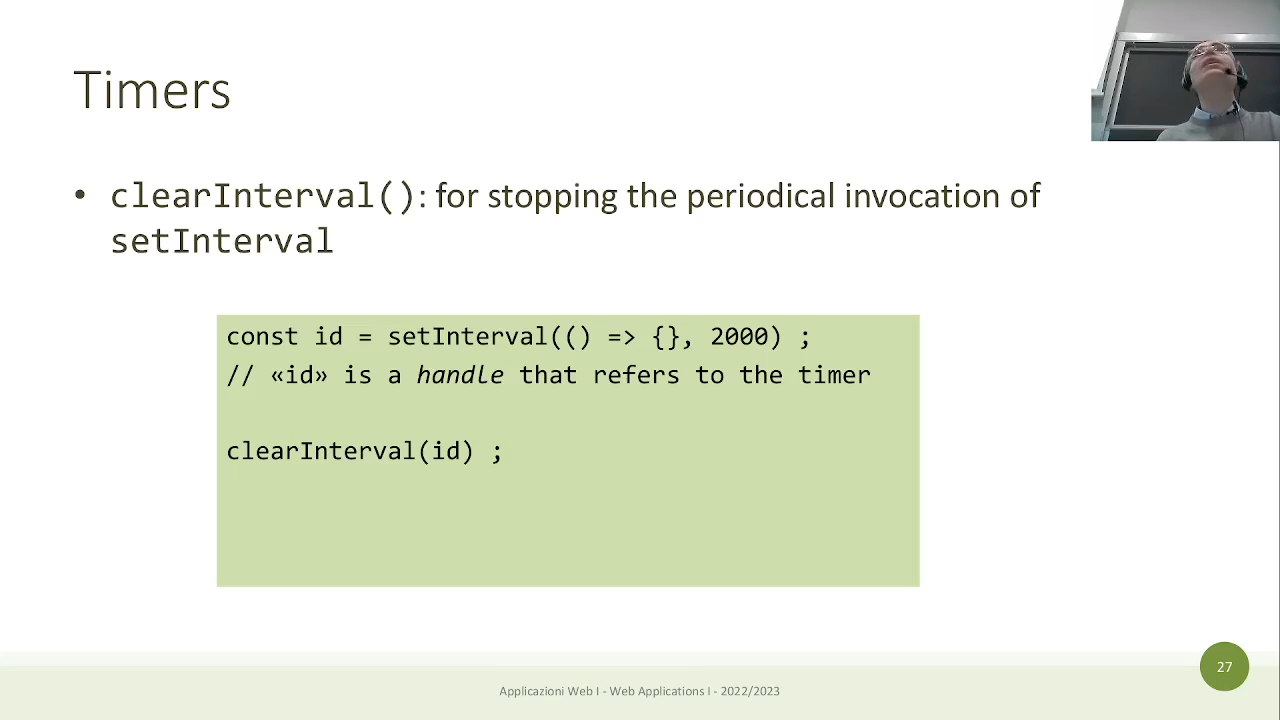 Timers
• clearInterval(): for stopping the periodical invocation of
setInterval
const id = setInterval(() => {}, 2000) ;
// «id» is a handle that refers to the timer
clearInterval(id) ;
27
Applicazioni Web I - Web Applications I - 2022/2023